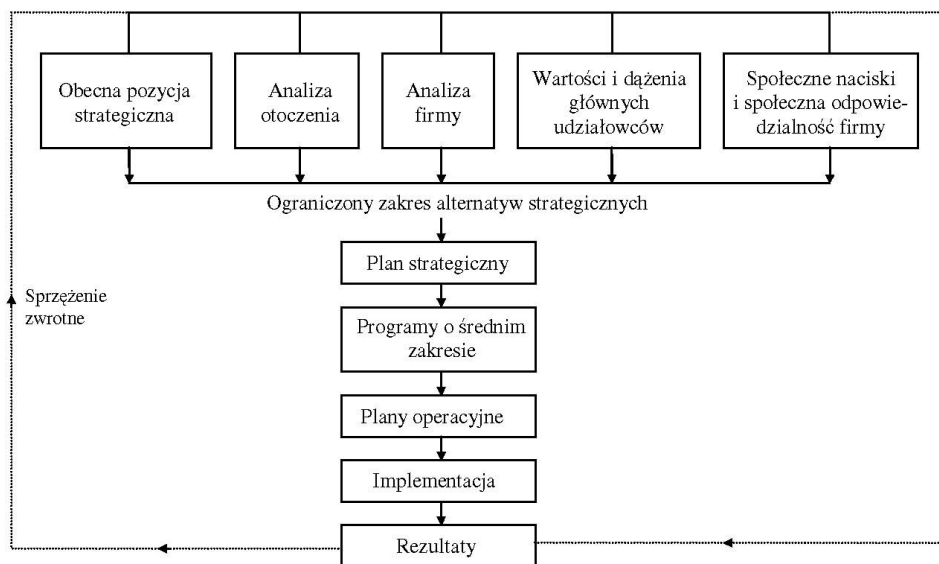 Obecna pozycja
strategiczna
Analiza
otoczenia
Analiza
firmy
Wartości i dążenia
głównych
udziałowców
Społeczne naciski
i społeczna odpowie-
dzialność firmy
Ograniczony zakres alternatyw strategicznych
Plan strategiczny
Sprzężenie
zwrotne
Programy o średnim
zakresie
Plany operacyjne
Implementacja
Rezultaty